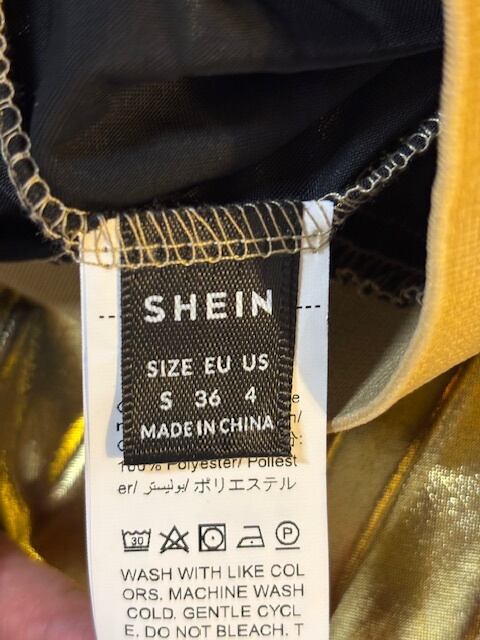 SHEIN
SIZE EU US
S 36 4
MADE IN CHINA
100% Polyester/ Poliest
er/ بوليستر/ ポリエステル
30
P
WASH WITH LIKE COL
ORS. MACHINE WASH
COLD. GENTLE CYCL
E. DO NOT BLEACH. T